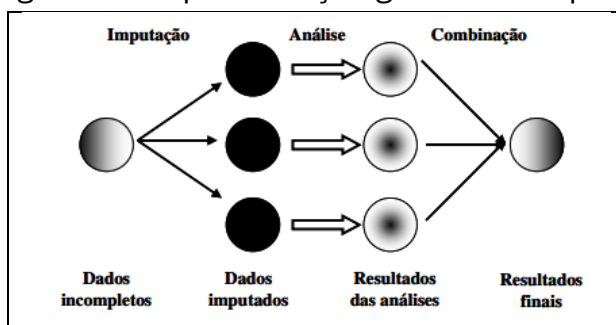 Imputação Análise Combinação
Dados Dados Resultados Resultados
incompletos imputados das análises finais